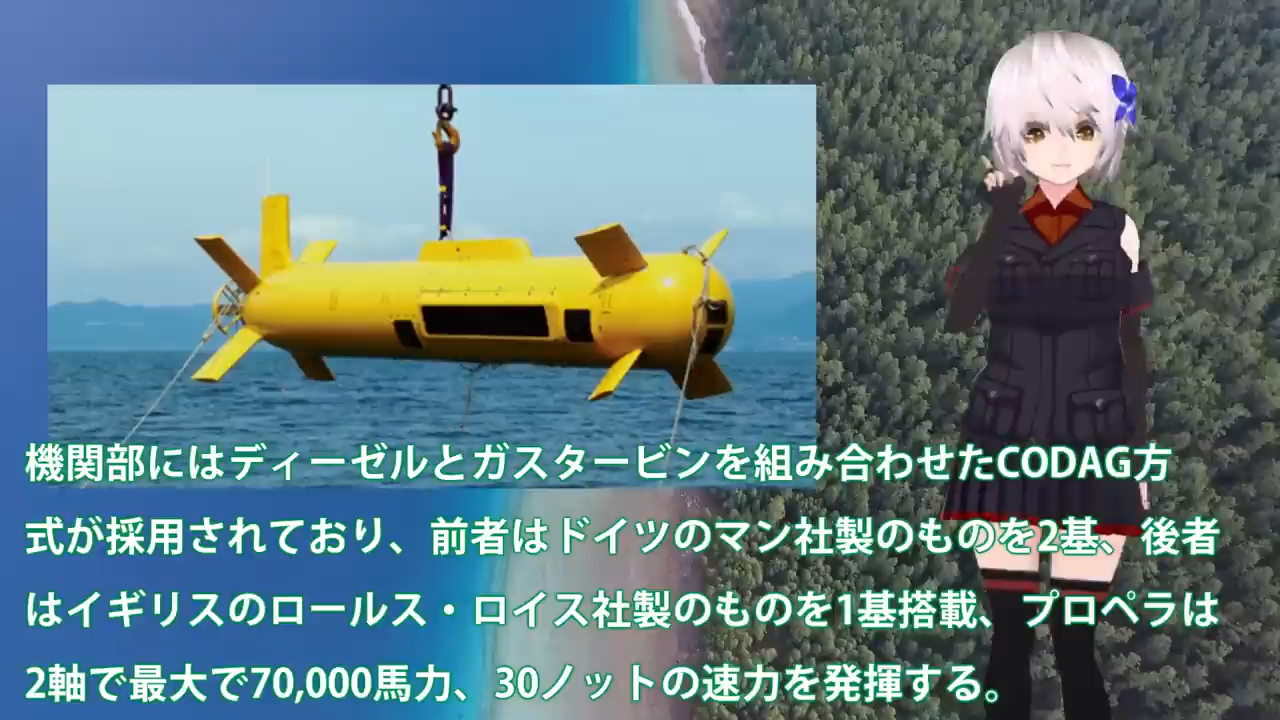 機関部にはディーゼルとガスタービンを組み合わせたCODAG方
式が採用されており、前者はドイツのマン社製のものを2基、後者
はイギリスのロールス・ロイス社製のものを1基搭載、プロペラは
2軸で最大で70,000馬力、30ノットの速力を発揮する。